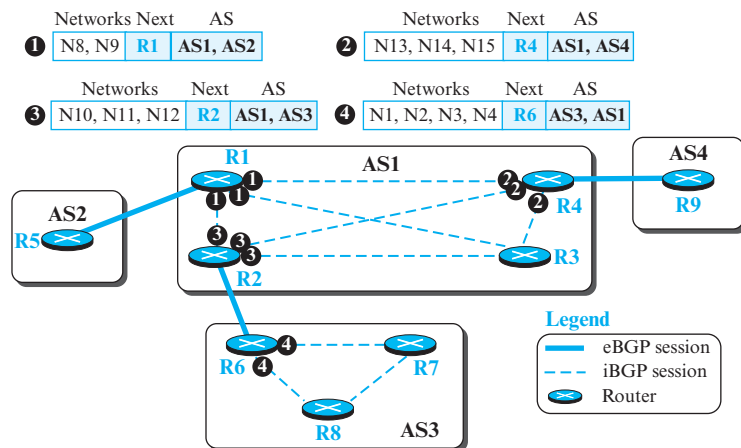 Networks Next AS
1 N8, N9 R1 AS1, AS2
Networks Next AS
2 N13, N14, N15 R4 AS1, AS4
Networks Next AS
3 N10, N11, N12 R2 AS1, AS3
Networks Next AS
4 N1, N2, N3, N4 R6 AS3, AS1
R1
AS1
AS4
1
2
1
2
1
2
R4
R9
AS2
R5
3
3
3
R2
R3
R6
4
4
R7
R8
AS3
Legend
eBGP session
iBGP session
Router